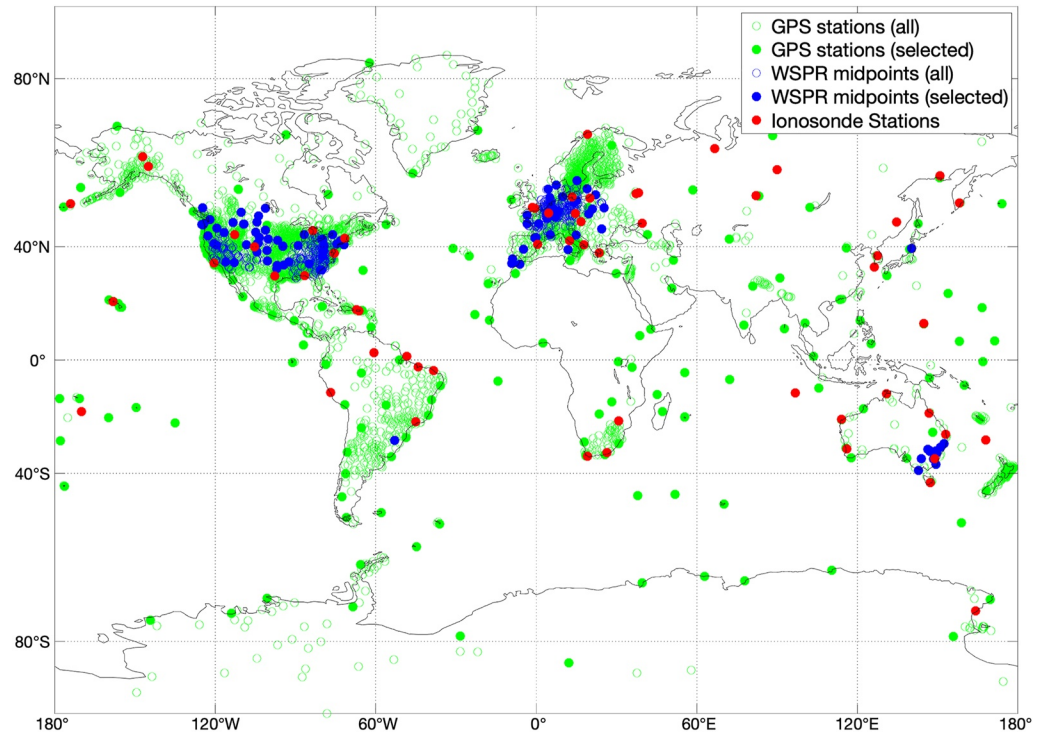 GPS stations (all)
GPS stations (selected)
WSPR midpoints (all)
WSPR midpoints (selected)
Ionosonde Stations
80°N
40°N
0°
40°S
80°S
180° 120°W 60°W 0° 60°E 120°E 180°